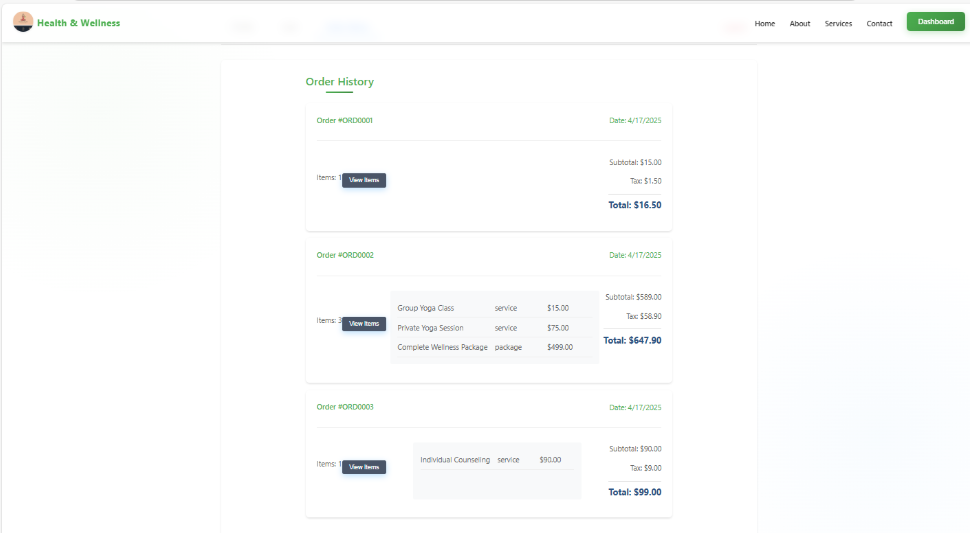 Health & Wellness
Home About Services Contact Dashboard
Order History
Order #ORD0001 Date: 4/17/2025
Items: 1 View Items
Subtotal: $15.00
Tax: $1.50
Total: $16.50
Order #ORD0002 Date: 4/17/2025
Items: 3 View Items
Group Yoga Class service $15.00
Private Yoga Session service $75.00
Complete Wellness Package package $499.00
Subtotal: $589.00
Tax: $58.90
Total: $647.90
Order #ORD0003 Date: 4/17/2025
Items: 1 View Items
Individual Counseling service $90.00
Subtotal: $90.00
Tax: $9.00
Total: $99.00